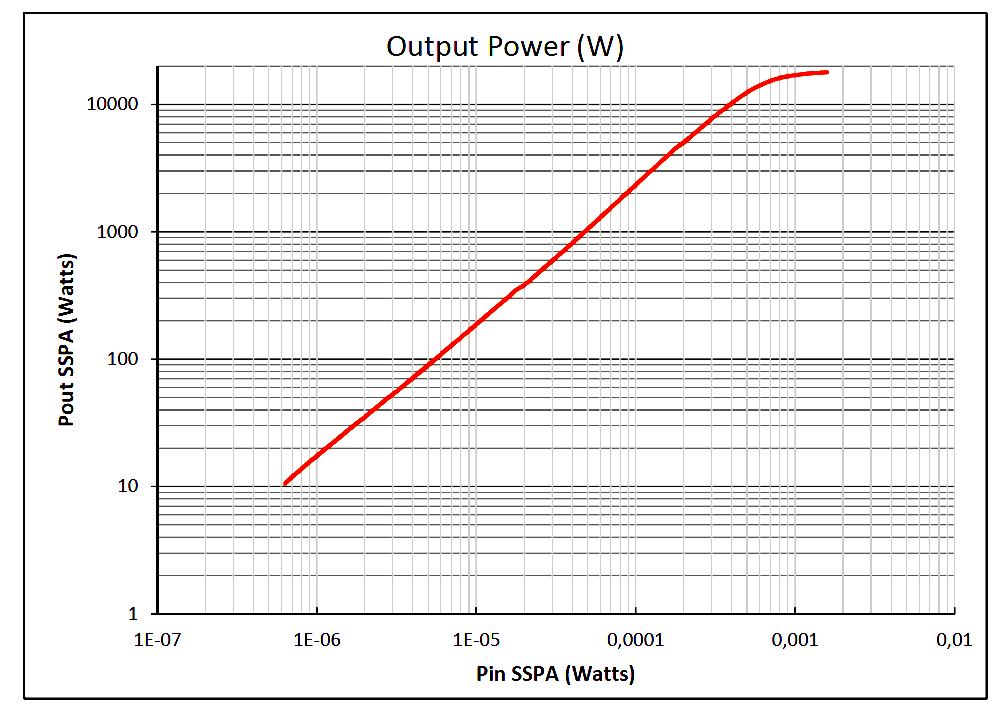 Output Power (W)
10000
1000
100
10
1
Pout SSPA (Watts)
1E-07 1E-06 1E-05 0,0001 0,001 0,01
Pin SSPA (Watts)